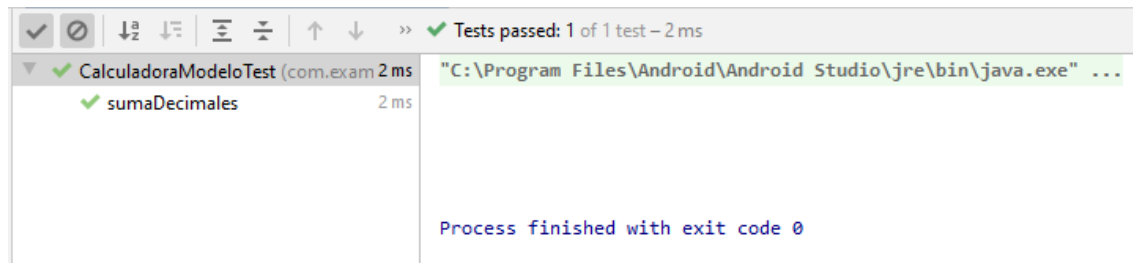 Tests passed: 1 of 1 test – 2 ms
CalculadoraModeloTest (com.exam 2 ms
sumaDecimales 2 ms
"C:\Program Files\Android\Android Studio\jre\bin\java.exe" ...
Process finished with exit code 0